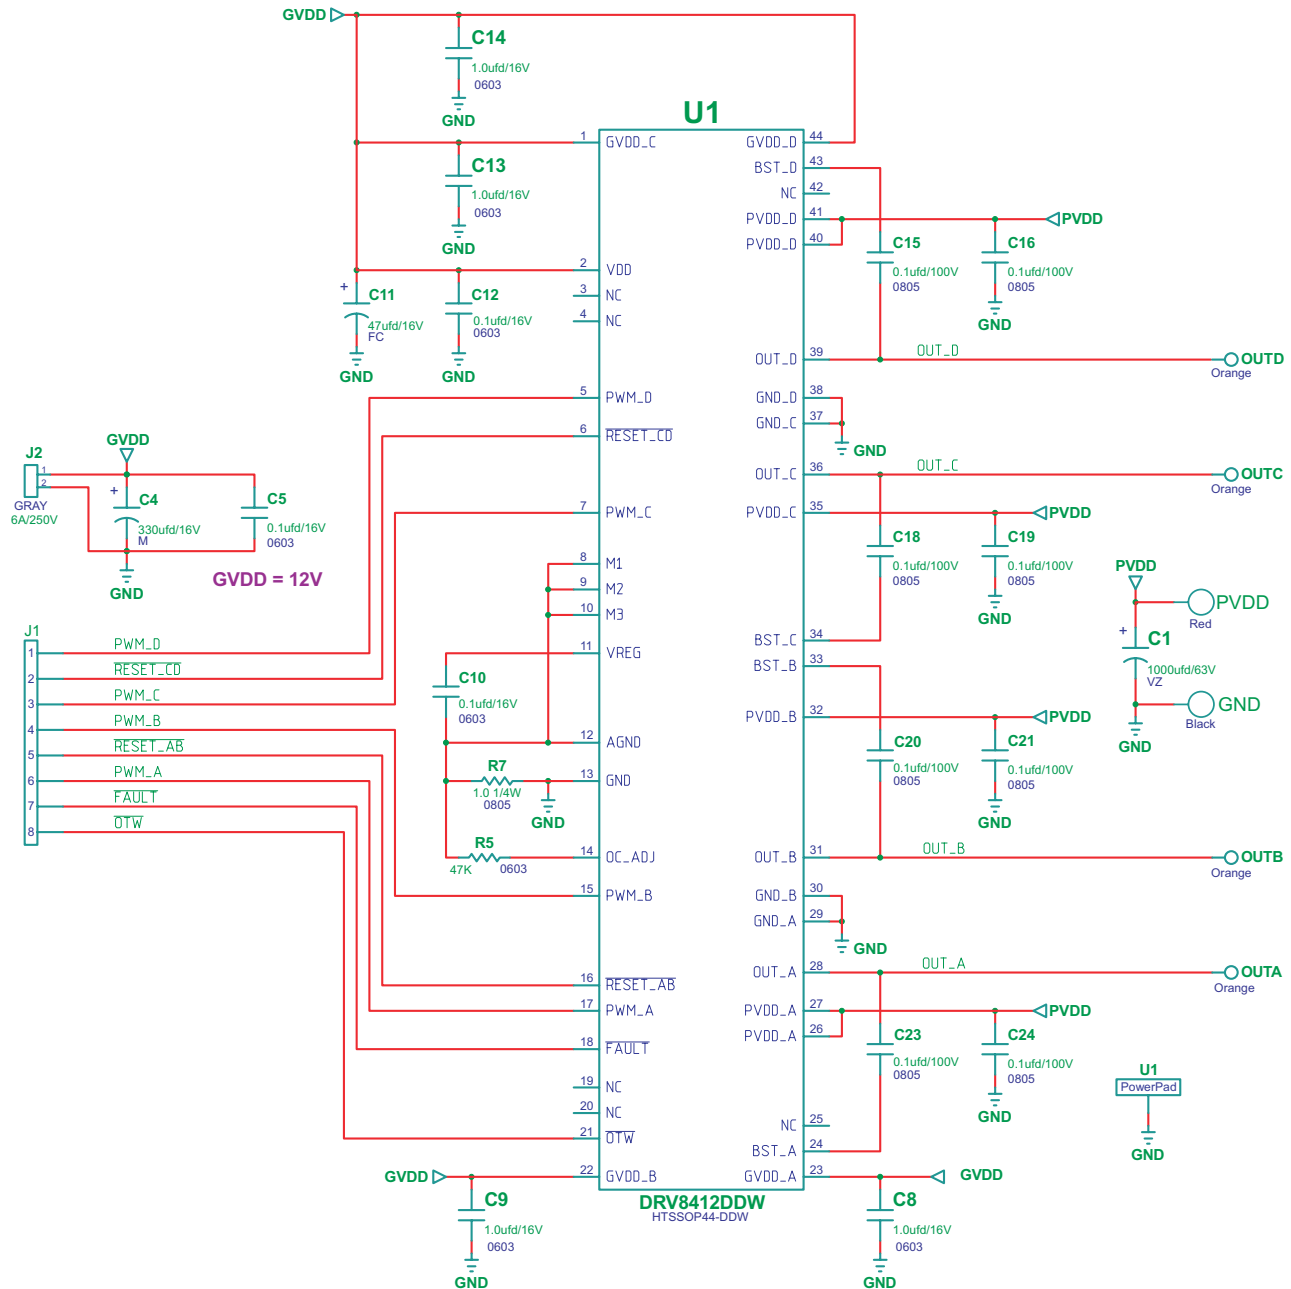 GVDD
C14
1.0ufd/16V
0603
GND
U1
1 GVDD_C
GVDD_D 44
C13
1.0ufd/16V
0603
GND
BST_D 43
NC 42
PVDD_D 41
PVDD
PVDD_D 40
C15
0.1ufd/100V
0805
C16
0.1ufd/100V
0805
GND
2 VDD
3 NC
4 NC
+
C11
47ufd/16V
FC
GND
C12
0.1ufd/16V
0603
GND
OUT_D 39
OUT_D
OUTD
Orange
5 PWM_D
GND_D 38
6 RESET_CD
GND_C 37
GND
GVDD
J2
1
2
GRAY
6A/250V
+
C4
330ufd/16V
M
C5
0.1ufd/16V
0603
GND
GVDD = 12V
OUT_C 36
OUT_C
OUTC
Orange
7 PWM_C
PVDD_C 35
PVDD
C18
0.1ufd/100V
0805
C19
0.1ufd/100V
0805
GND
8 M1
9 M2
10 M3
PVDD
PVDD
Red
+
C1
1000ufd/63V
VZ
GND
Black
GND
J1
1 PWM_D
2 RESET_CD
3 PWM_C
4 PWM_B
5 RESET_AB
6 PWM_A
7 FAULT
8 OTW
BST_C 34
11 VREG
BST_B 33
C10
0.1ufd/16V
0603
PVDD_B 32
PVDD
12 AGND
C20
0.1ufd/100V
0805
C21
0.1ufd/100V
0805
GND
R7
1.0 1/4W
0805
13 GND
GND
R5
47K
0603
14 OC_ADJ
OUT_B 31
OUT_B
OUTB
Orange
15 PWM_B
GND_B 30
GND_A 29
GND
OUT_A 28
OUT_A
OUTA
Orange
16 RESET_AB
17 PWM_A
PVDD_A 27
PVDD
PVDD_A 26
18 FAULT
C23
0.1ufd/100V
0805
C24
0.1ufd/100V
0805
GND
19 NC
20 NC
21 OTW
NC 25
BST_A 24
U1
PowerPad
GND
GVDD
22 GVDD_B
GVDD_A 23
GVDD
C9
1.0ufd/16V
0603
GND
DRV8412DDW
HTSSOP44-DDW
C8
1.0ufd/16V
0603
GND